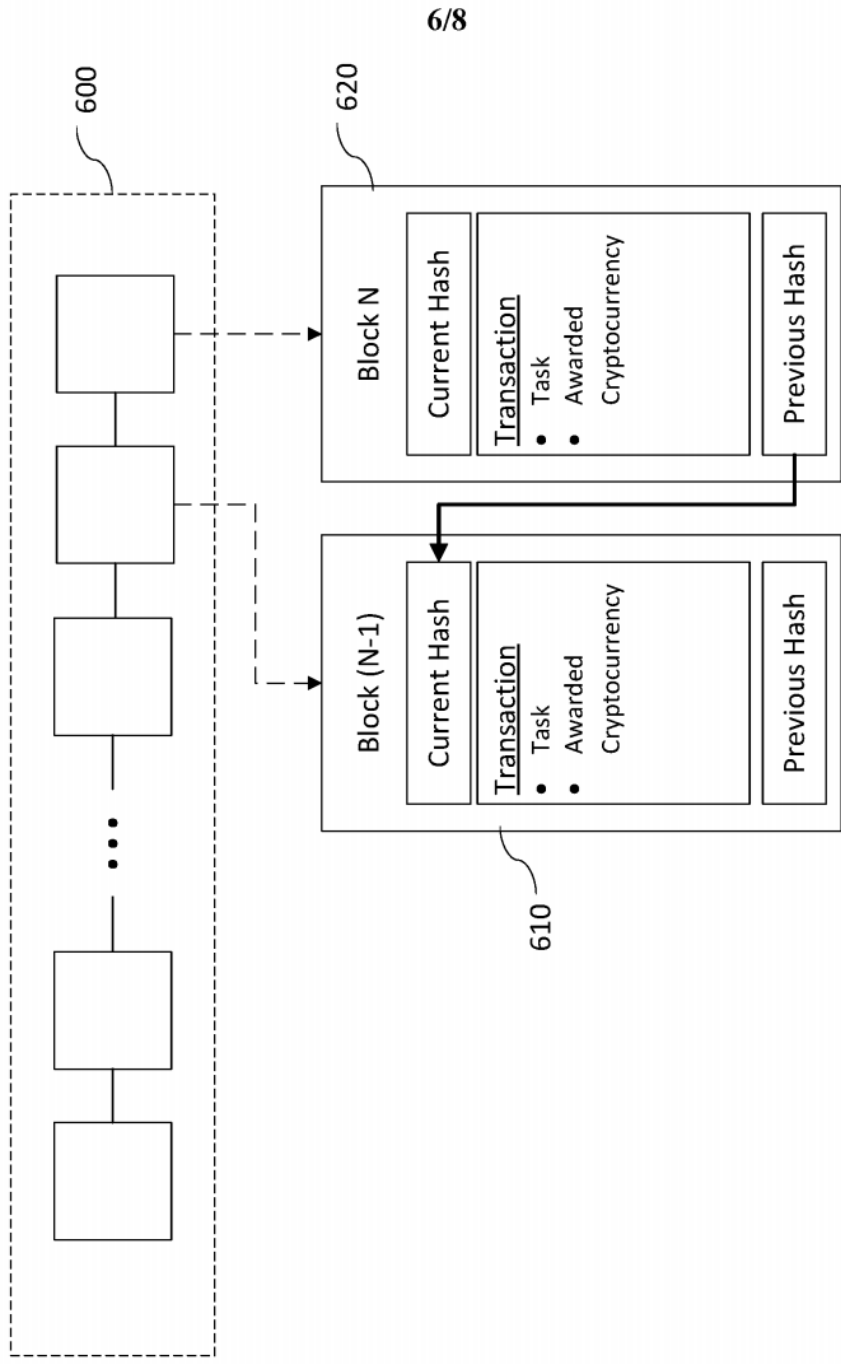 6/8
600
610
Block (N-1)
Current Hash
Transaction
• Task
• Awarded
Cryptocurrency
Previous Hash
620
Block N
Current Hash
Transaction
• Task
• Awarded
Cryptocurrency
Previous Hash